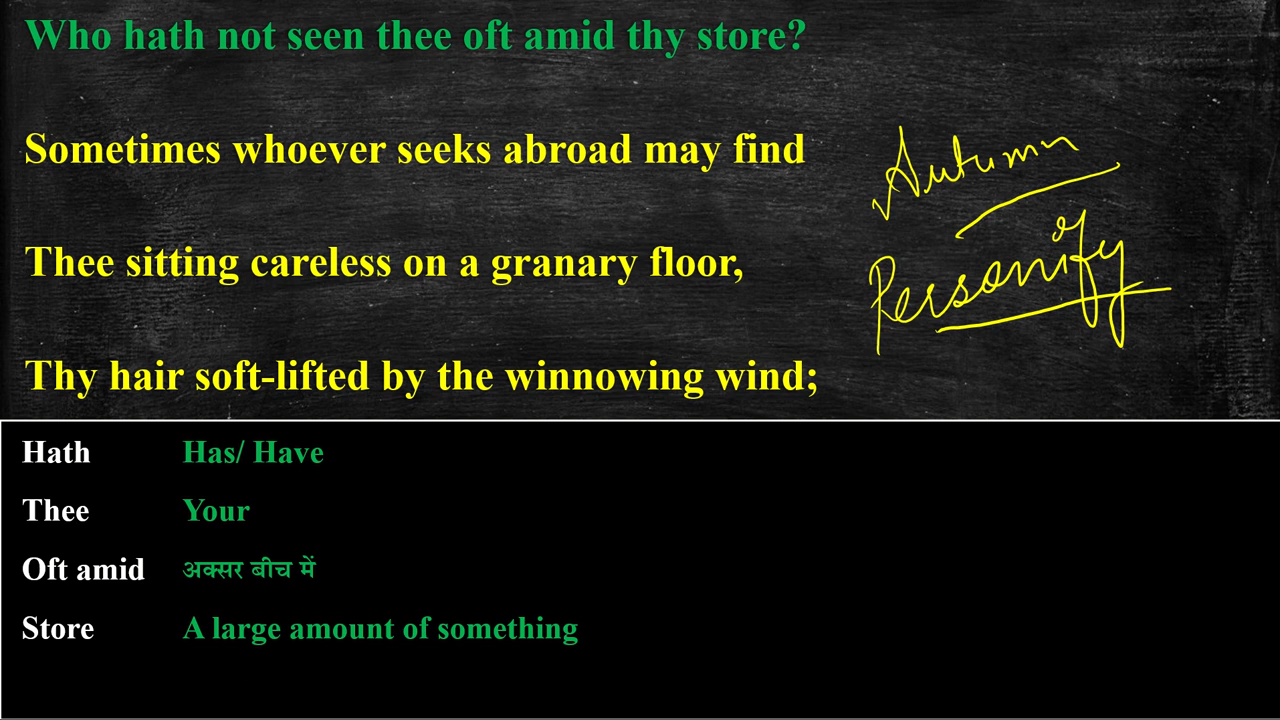 Who hath not seen thee oft amid thy store?
Sometimes whoever seeks abroad may find
Thee sitting careless on a granary floor,
Thy hair soft-lifted by the winnowing wind;
Autumn
Personify
Hath Has/ Have
Thee Your
Oft amid अक्सर बीच में
Store A large amount of something